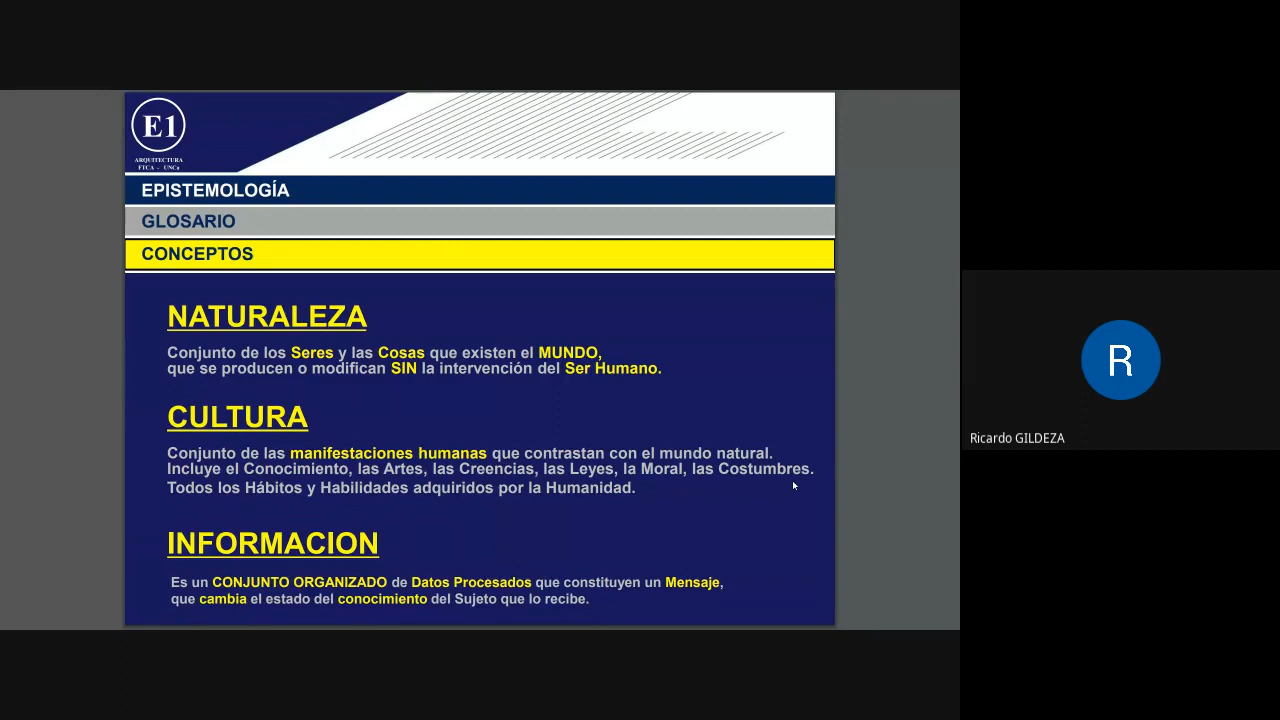 E1
ARQUITECTURA
FTCA - UNCa
EPISTEMOLOGÍA
GLOSARIO
CONCEPTOS
NATURALEZA
Conjunto de los Seres y las Cosas que existen el MUNDO,
que se producen o modifican SIN la intervención del Ser Humano.
CULTURA
Conjunto de las manifestaciones humanas que contrastan con el mundo natural.
Incluye el Conocimiento, las Artes, las Creencias, las Leyes, la Moral, las Costumbres.
Todos los Hábitos y Habilidades adquiridos por la Humanidad.
INFORMACION
Es un CONJUNTO ORGANIZADO de Datos Procesados que constituyen un Mensaje,
que cambia el estado del conocimiento del Sujeto que lo recibe.
R
Ricardo GILDEZA